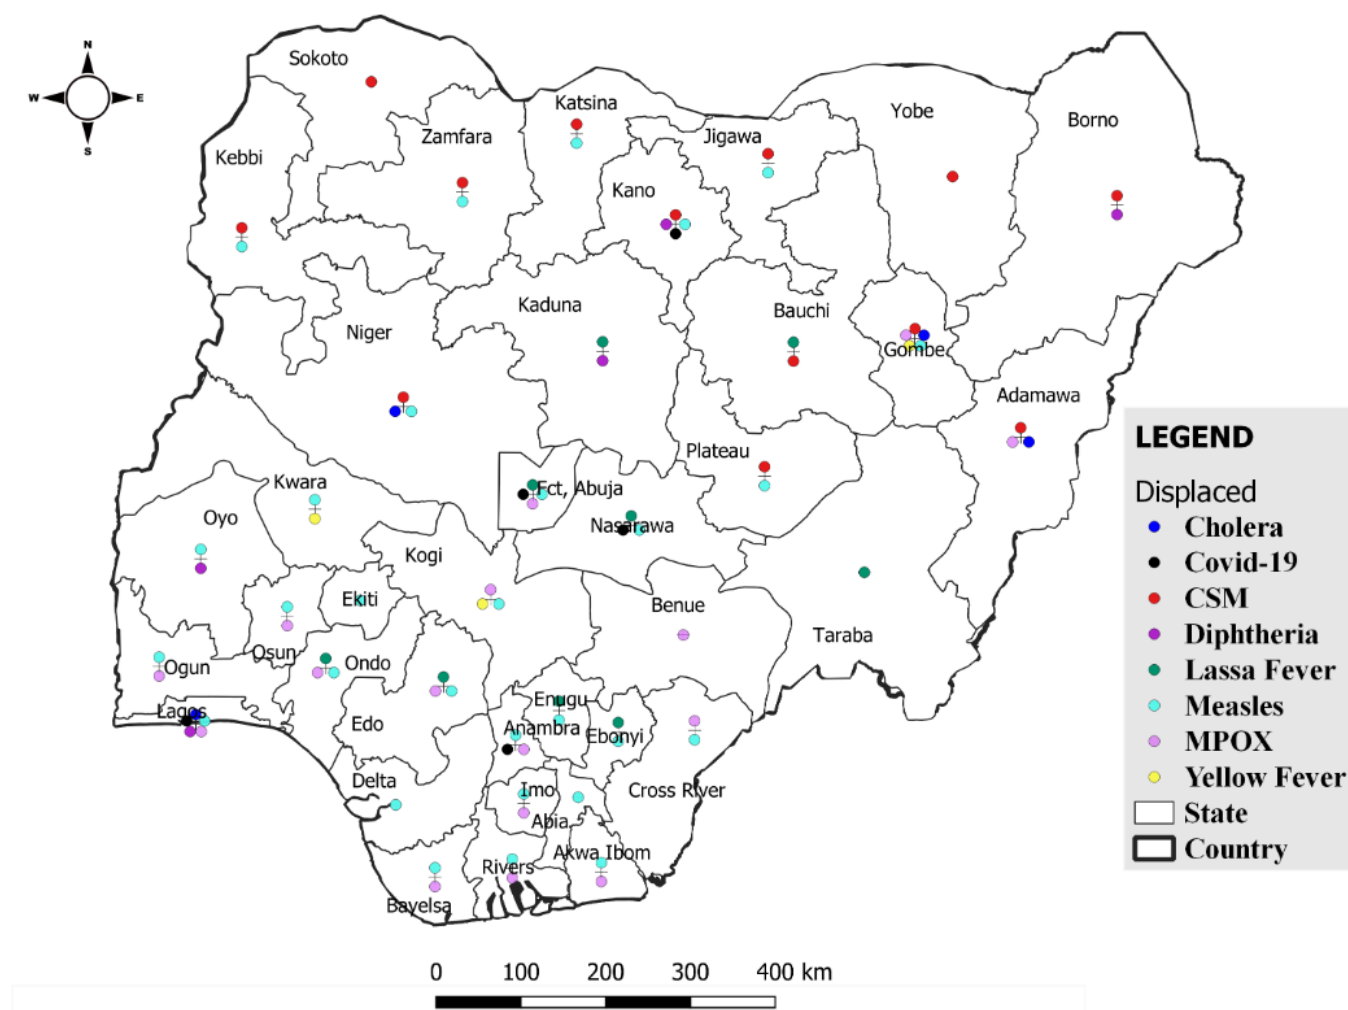 N
W E
S
Sokoto
Katsina
Zamfara
Jigawa
Yobe
Borno
Kebbi
Kano
Kaduna
Bauchi
Niger
Gombe
Adamawa
Plateau
Kwara
Fct, Abuja
Oyo
Nasarawa
Kogi
Ekiti
Benue
Taraba
Osun
Ondo
Ogun
Lagos
Enugu
Edo
Anambra
Ebonyi
Delta
Imo
Cross River
Abia
Akwa Ibom
Rivers
Bayelsa
LEGEND
Displaced
Cholera
Covid-19
CSM
Diphtheria
Lassa Fever
Measles
MPOX
Yellow Fever
State
Country
0 100 200 300 400 km